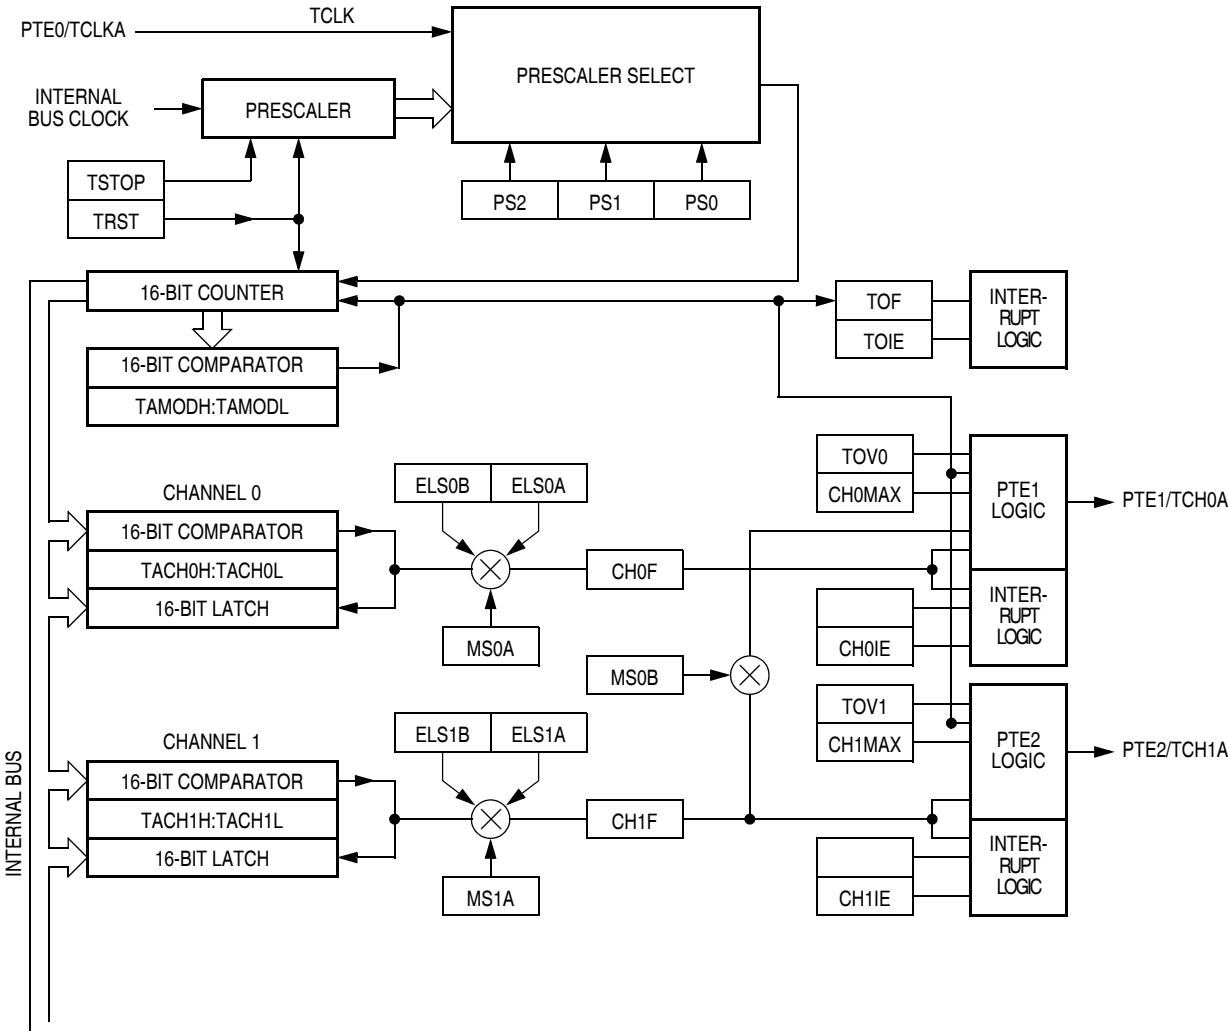 TCLK
PTE0/TCLKA
PRESCALER SELECT
INTERNAL
BUS CLOCK
PRESCALER
TSTOP
TRST
PS2
PS1
PS0
16-BIT COUNTER
16-BIT COMPARATOR
TAMODH:TAMODL
TOF
TOIE
INTER-
RUPT
LOGIC
CHANNEL 0
16-BIT COMPARATOR
TACH0H:TACH0L
16-BIT LATCH
ELS0B
ELS0A
MS0A
CH0F
TOV0
CH0MAX
PTE1
LOGIC
PTE1/TCH0A
CH0IE
INTER-
RUPT
LOGIC
MS0B
CHANNEL 1
16-BIT COMPARATOR
TACH1H:TACH1L
16-BIT LATCH
ELS1B
ELS1A
MS1A
CH1F
TOV1
CH1MAX
PTE2
LOGIC
PTE2/TCH1A
CH1IE
INTER-
RUPT
LOGIC
INTERNAL BUS